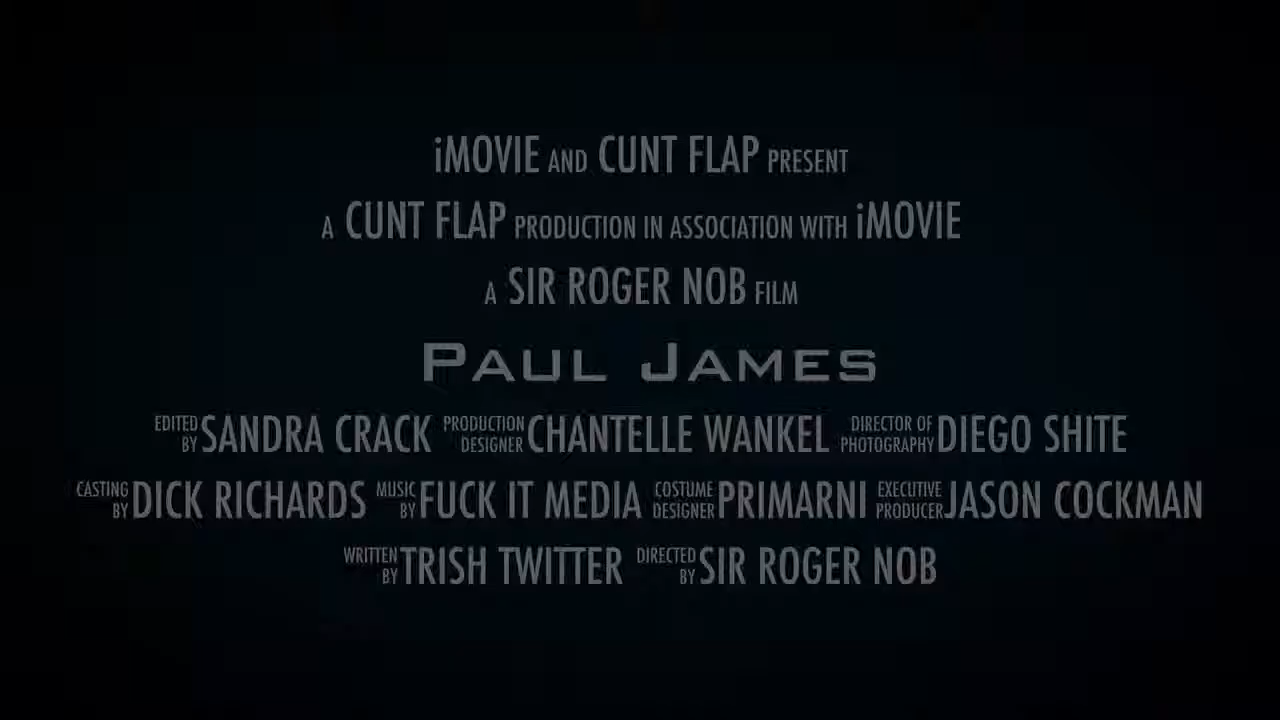 iMOVIE AND CUNT FLAP PRESENT
A CUNT FLAP PRODUCTION IN ASSOCIATION WITH iMOVIE
A SIR ROGER NOB FILM
PAUL JAMES
EDITED BY SANDRA CRACK PRODUCTION DESIGNER CHANTELLE WANKEL DIRECTOR OF PHOTOGRAPHY DIEGO SHITE
CASTING BY DICK RICHARDS MUSIC BY FUCK IT MEDIA COSTUME DESIGNER PRIMARNI EXECUTIVE PRODUCER JASON COCKMAN
WRITTEN BY TRISH TWITTER DIRECTED BY SIR ROGER NOB